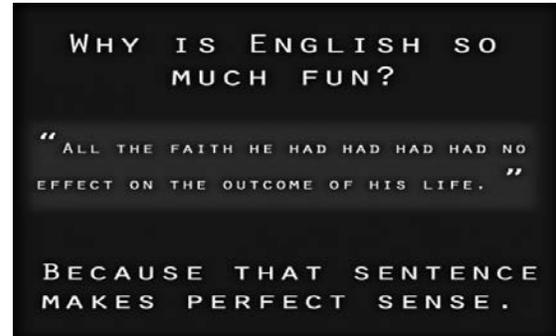 Why is English so
much fun?
“All the faith he had had had had no
effect on the outcome of his life.”
Because that sentence
makes perfect sense.